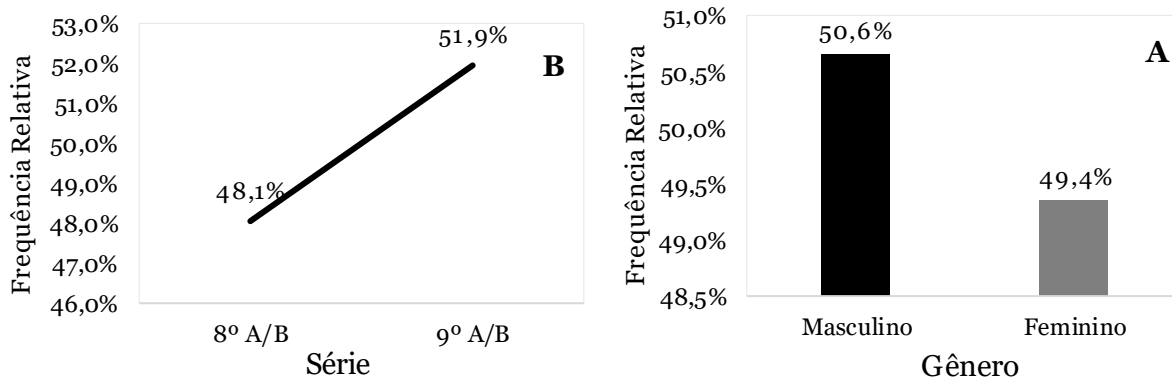 Frequência Relativa
53,0%
52,0%
51,0%
50,0%
49,0%
48,0%
47,0%
46,0%
48,1%
51,9%
B
8º A/B
9º A/B
Série
Frequência Relativa
51,0%
50,5%
50,0%
49,5%
49,0%
48,5%
50,6%
49,4%
A
Masculino
Feminino
Gênero